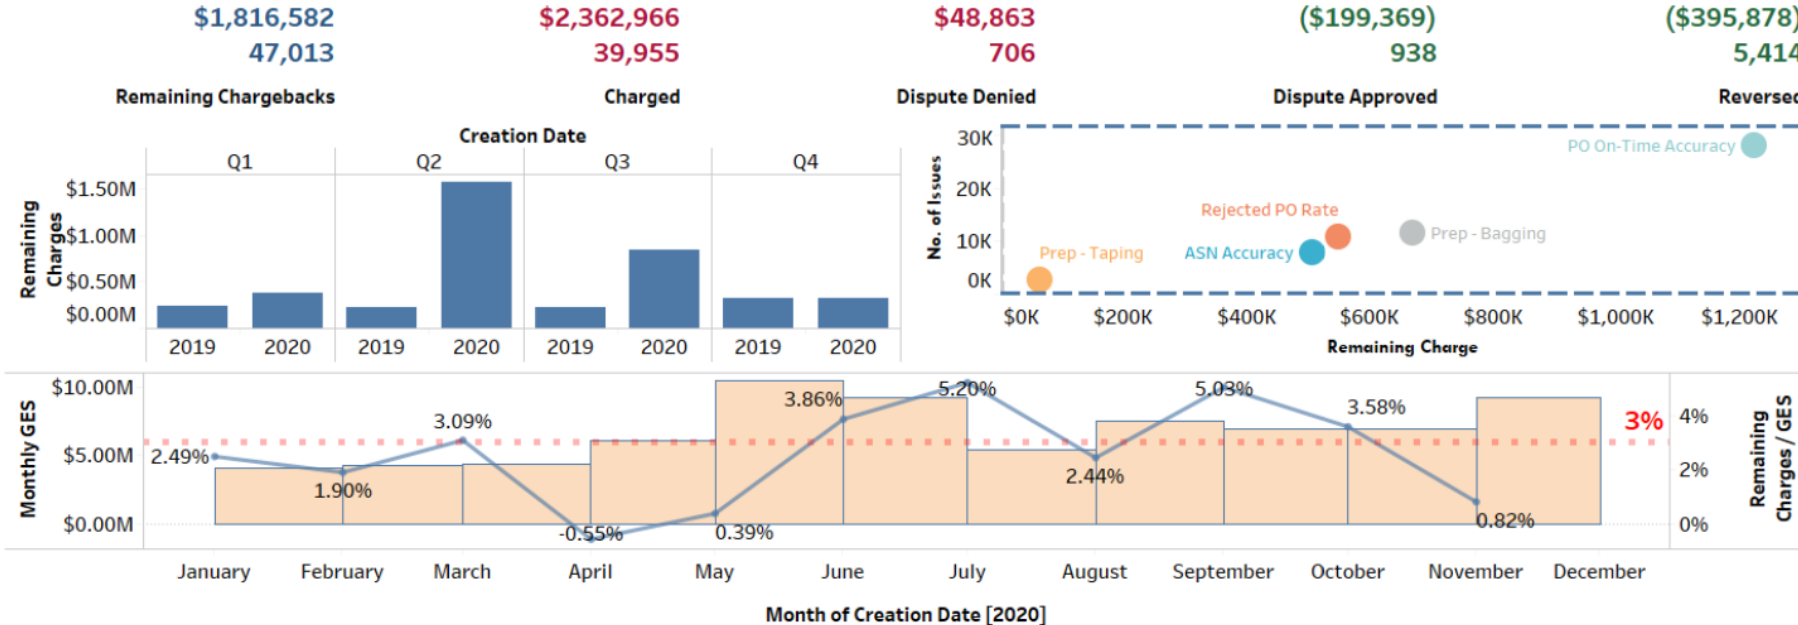 $1,816,582 $2,362,966 $48,863 ($199,369) ($395,878)
47,013 39,955 706 938 5,414
Remaining Chargebacks Charged Dispute Denied Dispute Approved Reversed
Creation Date
Q1 Q2 Q3 Q4
Remaining
Charges
$1.50M
$1.00M
$0.50M
$0.00M
2019 2020 2019 2020 2019 2020 2019 2020
No. of Issues
30K
20K
10K
0K
PO On-Time Accuracy
Rejected PO Rate
Prep - Bagging
Prep - Taping
ASN Accuracy
$0K $200K $400K $600K $800K $1,000K $1,200K
Remaining Charge
Monthly GES
$10.00M
$5.00M
$0.00M
2.49%
1.90%
3.09%
-0.55%
0.39%
3.86%
5.20%
2.44%
5.03%
3.58%
0.82%
3%
4%
2%
0%
Remaining
Charges / GES
January February March April May June July August September October November December
Month of Creation Date [2020]